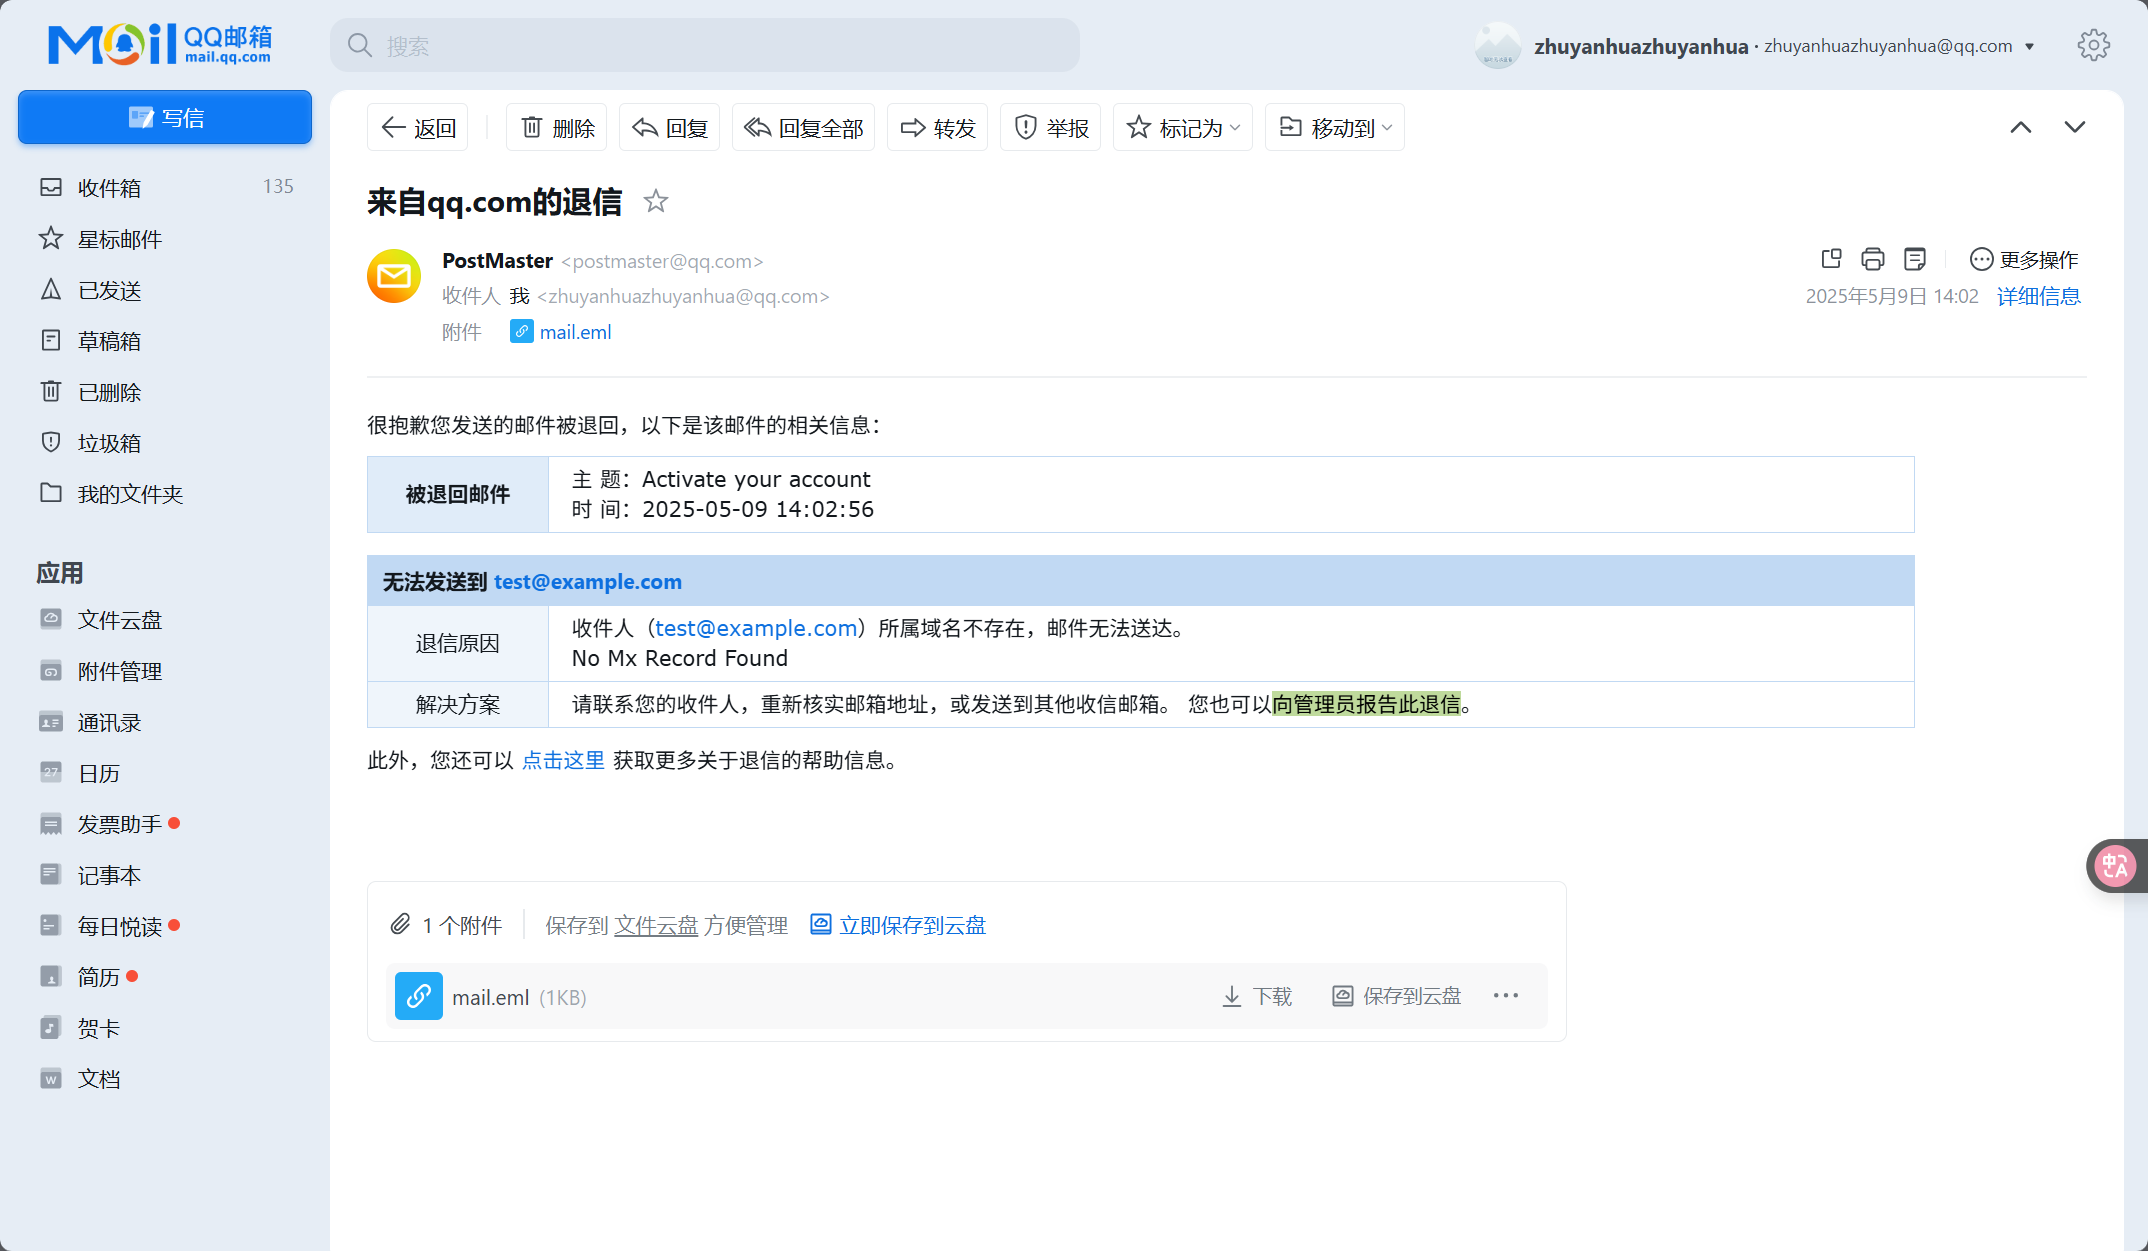 Mail QQ邮箱
mail.qq.com
搜索
zhuyanhuazhuyanhua · zhuyanhuazhuyanhua@qq.com
写信
返回
删除
回复
回复全部
转发
举报
标记为
移动到
收件箱 135
星标邮件
已发送
草稿箱
已删除
垃圾箱
我的文件夹
应用
文件云盘
附件管理
通讯录
27 日历
发票助手
记事本
每日悦读
简历
贺卡
W 文档
来自qq.com的退信
PostMaster <postmaster@qq.com>
更多操作
收件人 我 <zhuyanhuazhuyanhua@qq.com>
2025年5月9日 14:02 详细信息
附件 mail.eml
很抱歉您发送的邮件被退回，以下是该邮件的相关信息：
被退回邮件
主 题：Activate your account
时 间：2025-05-09 14:02:56
无法发送到 test@example.com
退信原因
收件人（test@example.com）所属域名不存在，邮件无法送达。
No Mx Record Found
解决方案
请联系您的收件人，重新核实邮箱地址，或发送到其他收信邮箱。 您也可以向管理员报告此退信。
此外，您还可以 点击这里 获取更多关于退信的帮助信息。
1 个附件 保存到 文件云盘 方便管理 立即保存到云盘
mail.eml (1KB) 下载 保存到云盘
中A